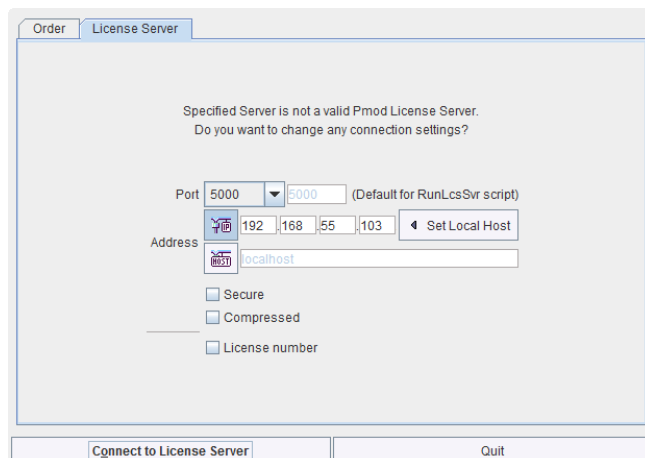 Order License Server
Specified Server is not a valid Pmod License Server.
Do you want to change any connection settings?
Port 5000 5000 (Default for RunLcsSvr script)
IP 192 .168 .55 .103 Set Local Host
Address
HOST localhost
Secure
Compressed
License number
Connect to License Server Quit